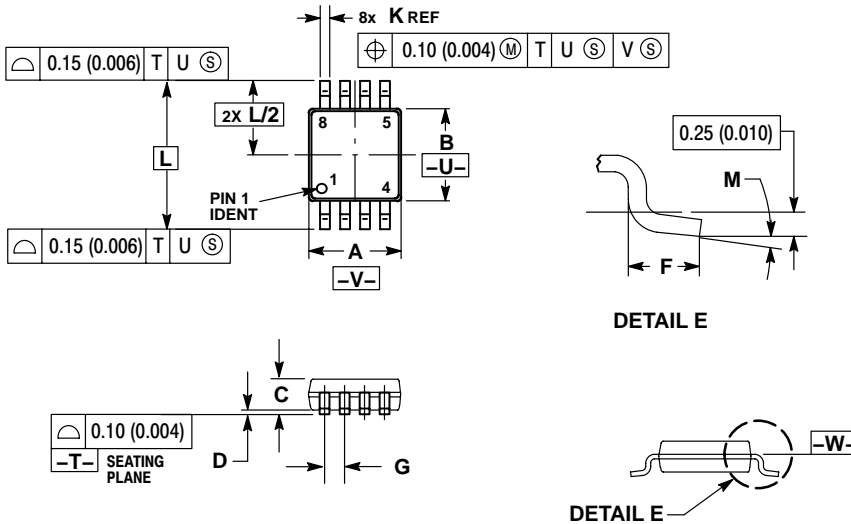 8x K REF
⌖ 0.10 (0.004) Ⓜ T U Ⓢ V Ⓢ
⌓ 0.15 (0.006) T U Ⓢ
2X L/2
8 5
B
–U–
L
PIN 1
IDENT
1
4
⌓ 0.15 (0.006) T U Ⓢ
A
–V–
0.25 (0.010)
M
F
DETAIL E
C
⌓ 0.10 (0.004)
–T– SEATING
PLANE
D
G
–W–
DETAIL E